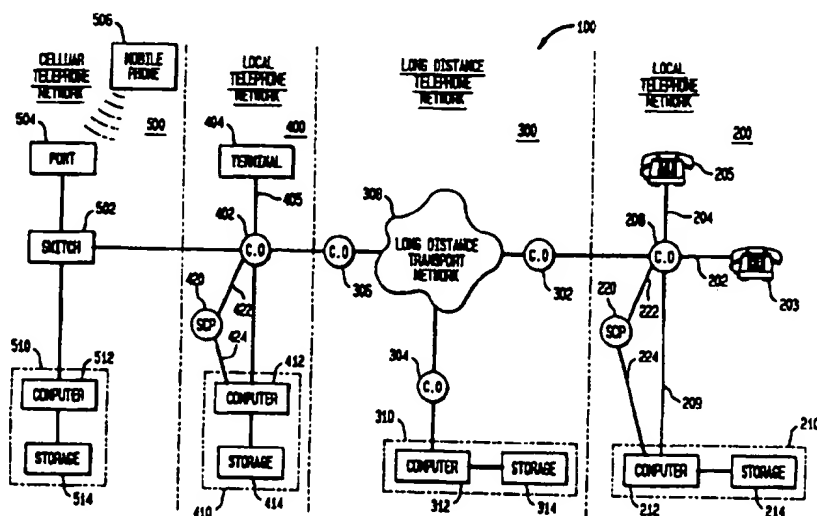 506
MOBILE
PHONE
CELLULAR
TELEPHONE
NETWORK
504
500
PORT
502
SWITCH
510
512
COMPUTER
STORAGE
514
LOCAL
TELEPHONE
NETWORK
404
400
TERMINAL
405
402
C.O
420
422
SCP
424
412
COMPUTER
STORAGE
410
414
LONG DISTANCE
TELEPHONE
NETWORK
100
300
308
LONG DISTANCE
TRANSPORT
NETWORK
C.O
306
C.O
302
304
C.O
310
COMPUTER
STORAGE
312
314
LOCAL
TELEPHONE
NETWORK
200
205
204
208
C.O
202
203
220
222
SCP
224
209
210
COMPUTER
STORAGE
212
214